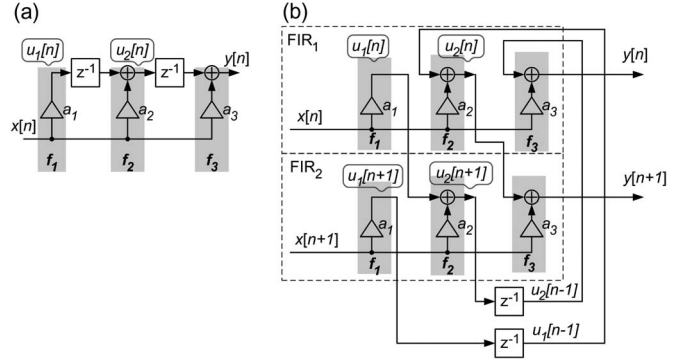 (a)
u1[n]
u2[n]
z-1
z-1
y[n]
a1
a2
a3
x[n]
f1
f2
f3
(b)
FIR1
u1[n]
u2[n]
y[n]
a1
a2
a3
x[n]
f1
f2
f3
FIR2
u1[n+1]
u2[n+1]
y[n+1]
a1
a2
a3
x[n+1]
f1
f2
f3
z-1
u2[n-1]
z-1
u1[n-1]